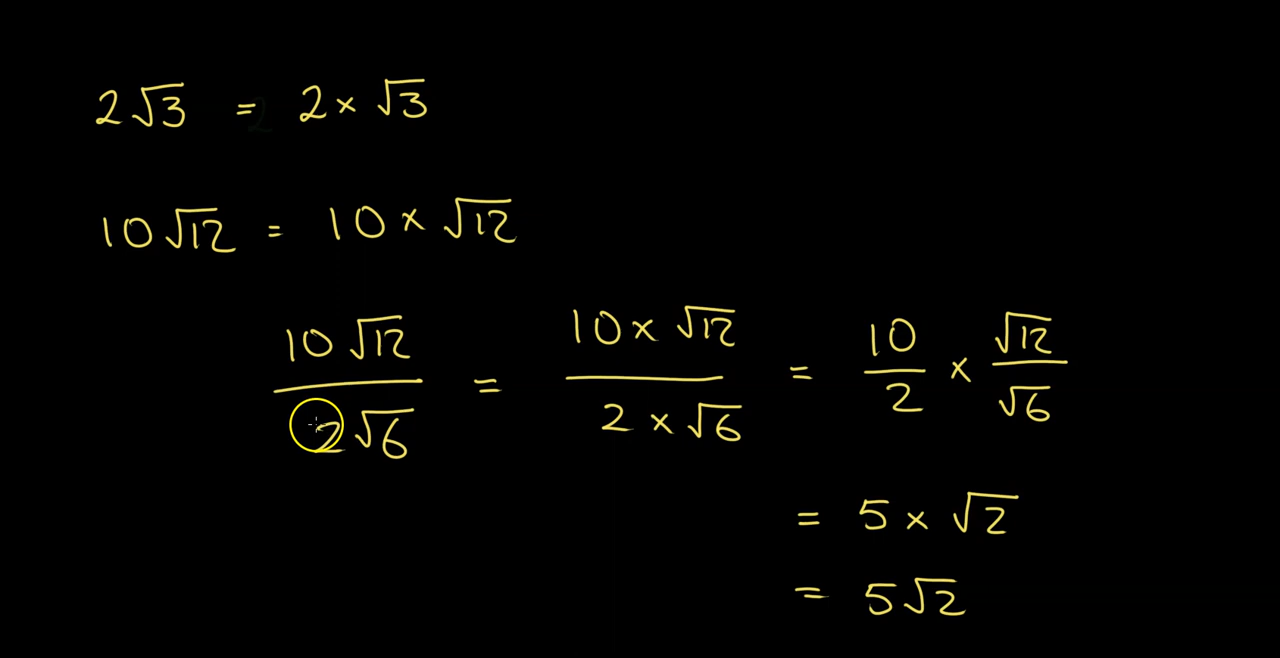 2√3 = 2 × √3
10√12 = 10 × √12
10√12 / 2√6 = 10 × √12 / 2 × √6 = 10/2 × √12/√6
= 5 × √2
= 5√2